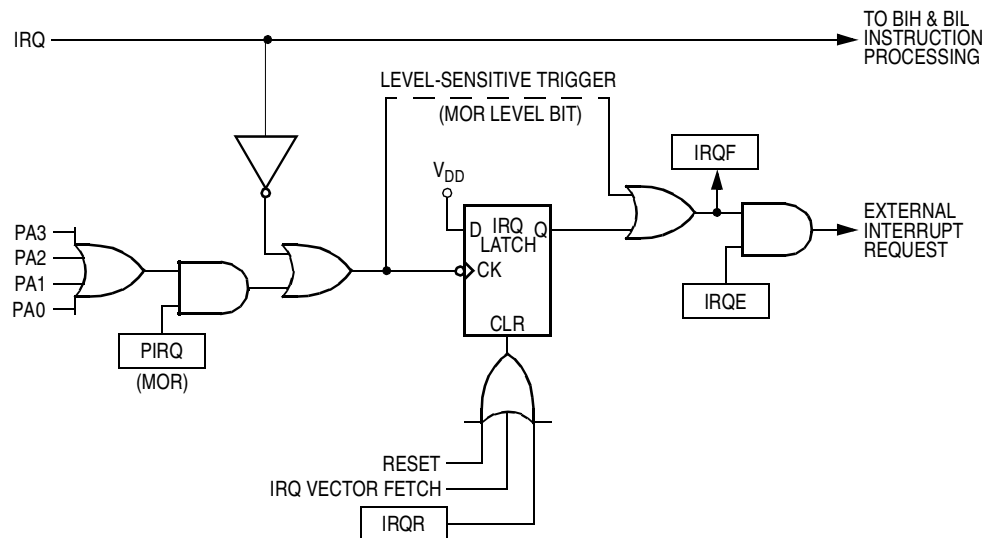 IRQ
TO BIH & BIL
INSTRUCTION
PROCESSING
LEVEL-SENSITIVE TRIGGER
(MOR LEVEL BIT)
IRQF
VDD
D IRQ Q
LATCH
CK
CLR
EXTERNAL
INTERRUPT
REQUEST
PA3
PA2
PA1
PA0
IRQE
PIRQ
(MOR)
RESET
IRQ VECTOR FETCH
IRQR